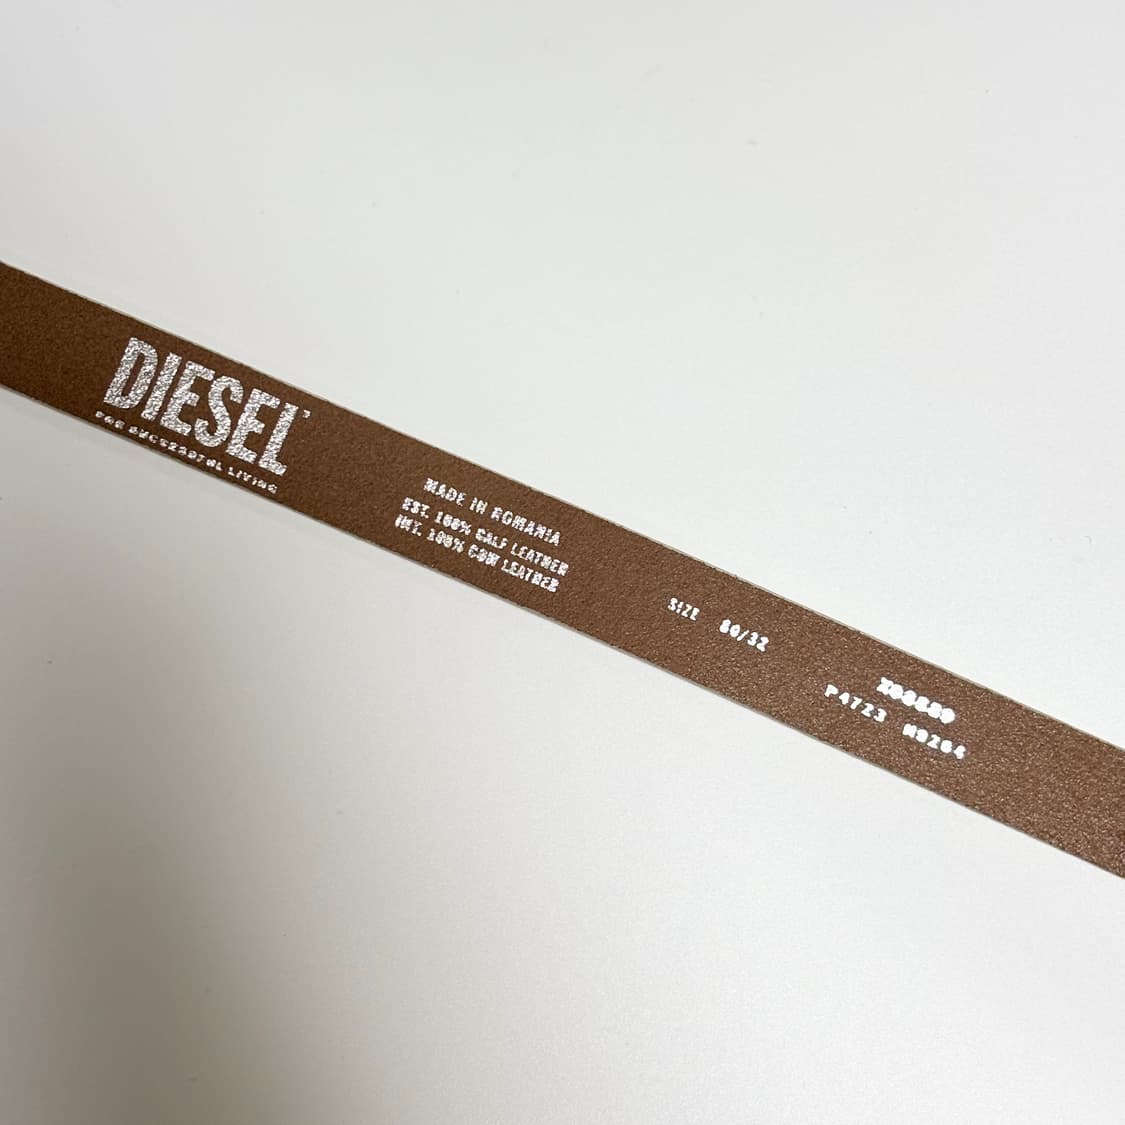 DIESEL
FOR SUCCESSFUL LIVING
MADE IN ROMANIA
EST. 100% CALF LEATHER
INT. 100% COW LEATHER
SIZE 80/32
P4723